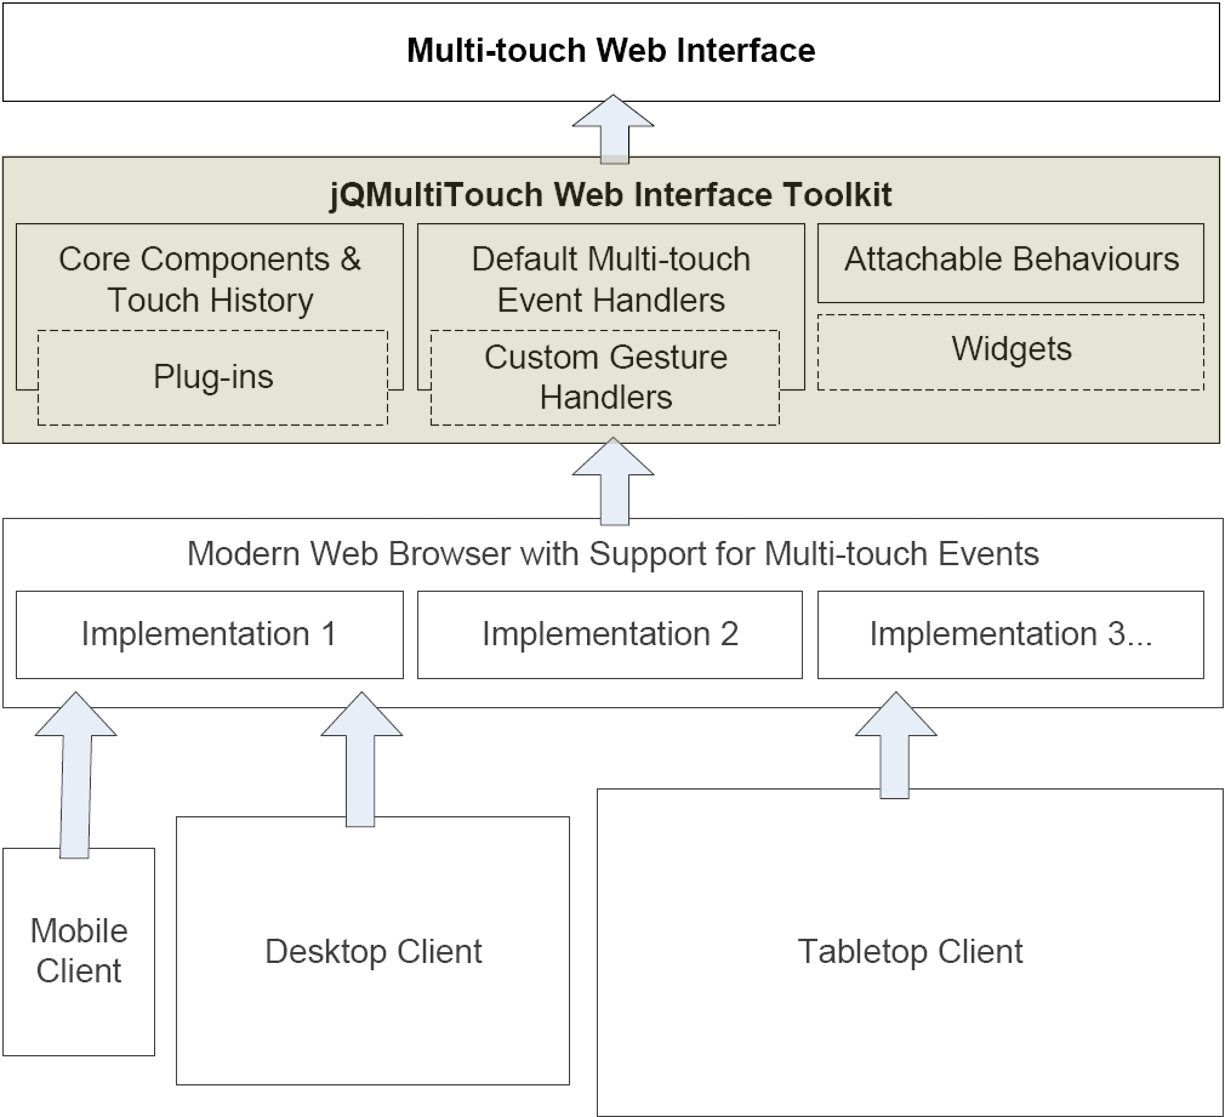 Multi-touch Web Interface
jQMultiTouch Web Interface Toolkit
Core Components &
Touch History
Plug-ins
Default Multi-touch
Event Handlers
Custom Gesture
Handlers
Attachable Behaviours
Widgets
Modern Web Browser with Support for Multi-touch Events
Implementation 1
Implementation 2
Implementation 3...
Mobile
Client
Desktop Client
Tabletop Client